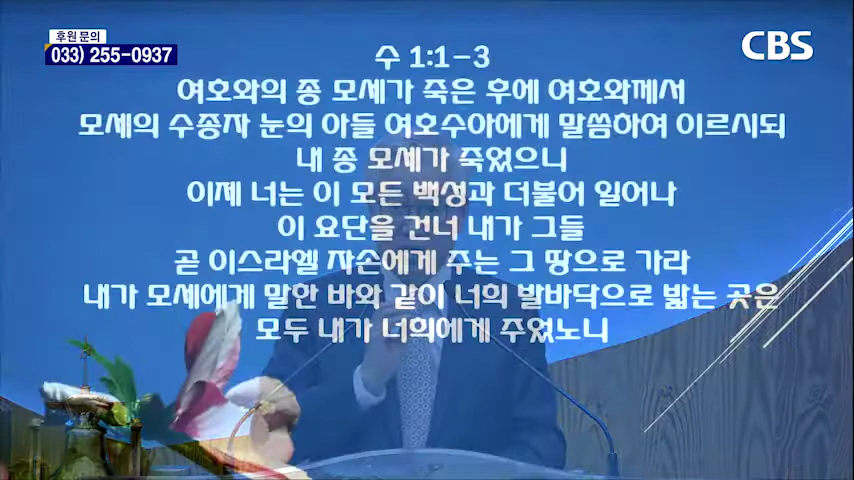 후원 문의
033) 255-0937
CBS
수 1:1-3
여호와의 종 모세가 죽은 후에 여호와께서
모세의 수종자 눈의 아들 여호수아에게 말씀하여 이르시되
내 종 모세가 죽었으니
이제 너는 이 모든 백성과 더불어 일어나
이 요단을 건너 내가 그들
곧 이스라엘 자손에게 주는 그 땅으로 가라
내가 모세에게 말한 바와 같이 너희 발바닥으로 밟는 곳은
모두 내가 너희에게 주었노니